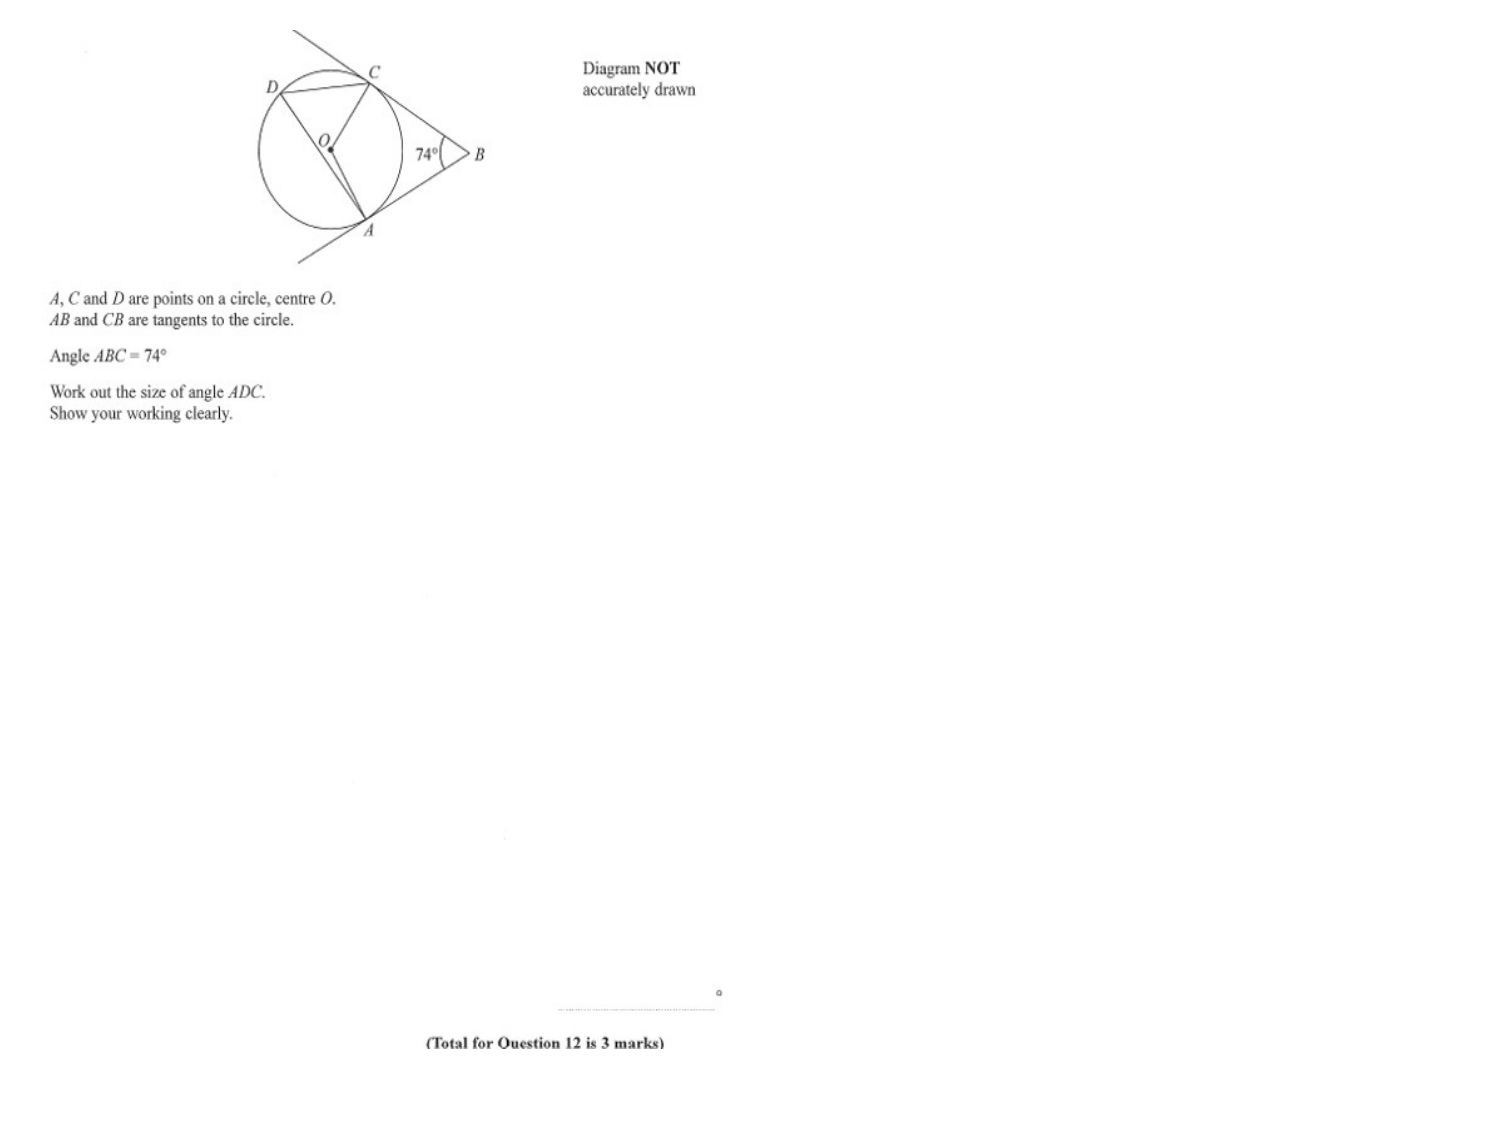 C
D
Diagram NOT
accurately drawn
O
74°
B
A
A, C and D are points on a circle, centre O.
AB and CB are tangents to the circle.
Angle ABC = 74°
Work out the size of angle ADC.
Show your working clearly.
°
(Total for Question 12 is 3 marks)